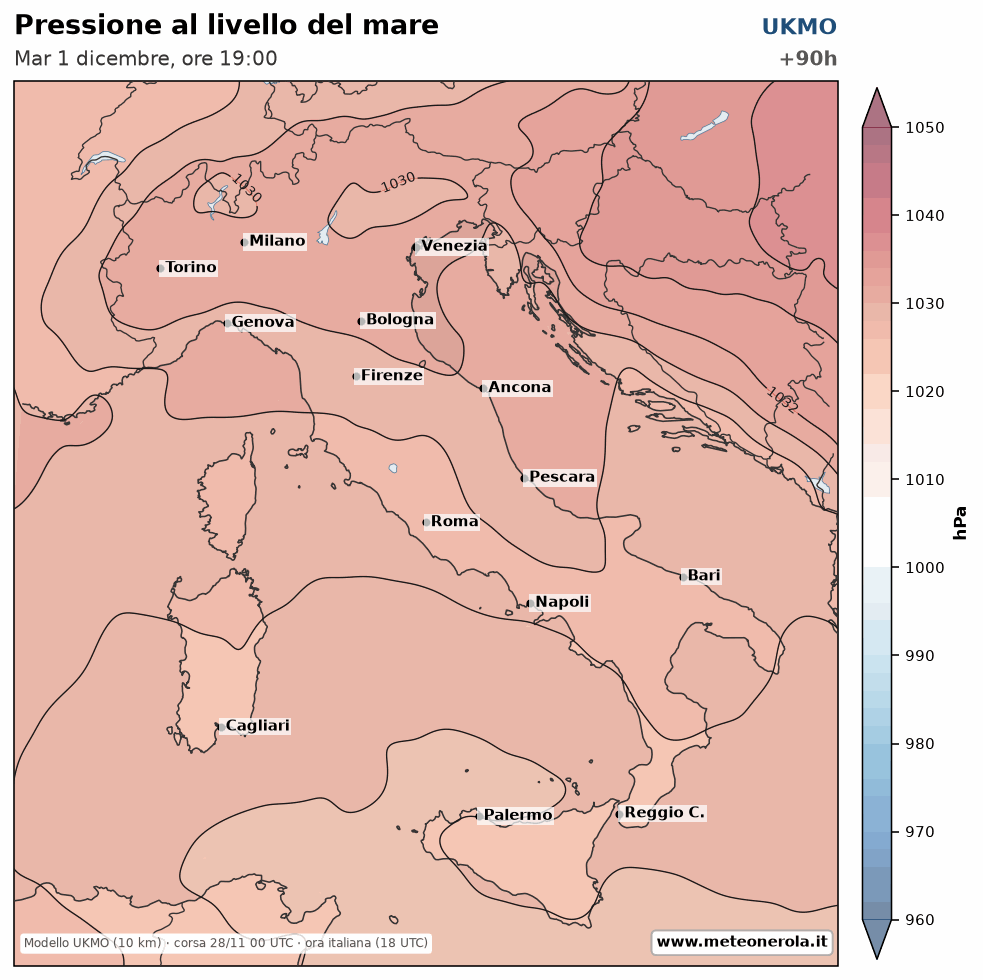 Pressione al livello del mare
UKMO
Mar 1 dicembre, ore 19:00
+90h
1030
1030
Milano
Venezia
Torino
Genova
Bologna
Firenze
Ancona
1032
Pescara
Roma
Bari
Napoli
Cagliari
Palermo
Reggio C.
1050
1040
1030
1020
1010
1000
990
980
970
960
hPa
Modello UKMO (10 km) · corsa 28/11 00 UTC · ora italiana (18 UTC)
www.meteonerola.it